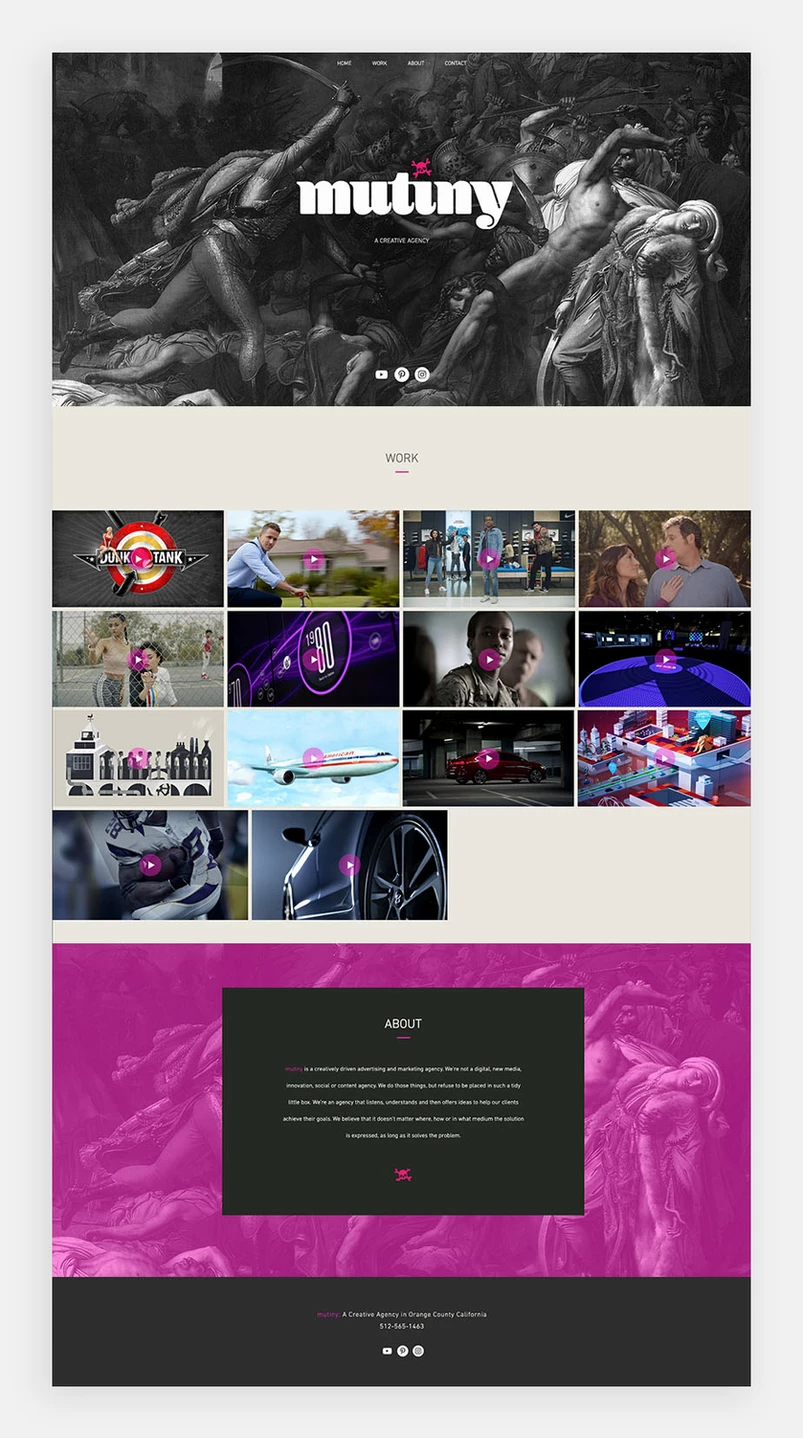 HOME WORK ABOUT CONTACT
mutiny
A CREATIVE AGENCY
WORK
DUNK TANK
1980
70
American
8
ABOUT
mutiny is a creatively driven advertising and marketing agency. We're not a digital, new media,
innovation, social or content agency. We do those things, but refuse to be placed in such a tidy
little box. We're an agency that listens, understands and then offers ideas to help our clients
achieve their goals. We believe that it doesn't matter where, how or in what medium the solution
is expressed, as long as it solves the problem.
mutiny: A Creative Agency in Orange County California
512-565-1463